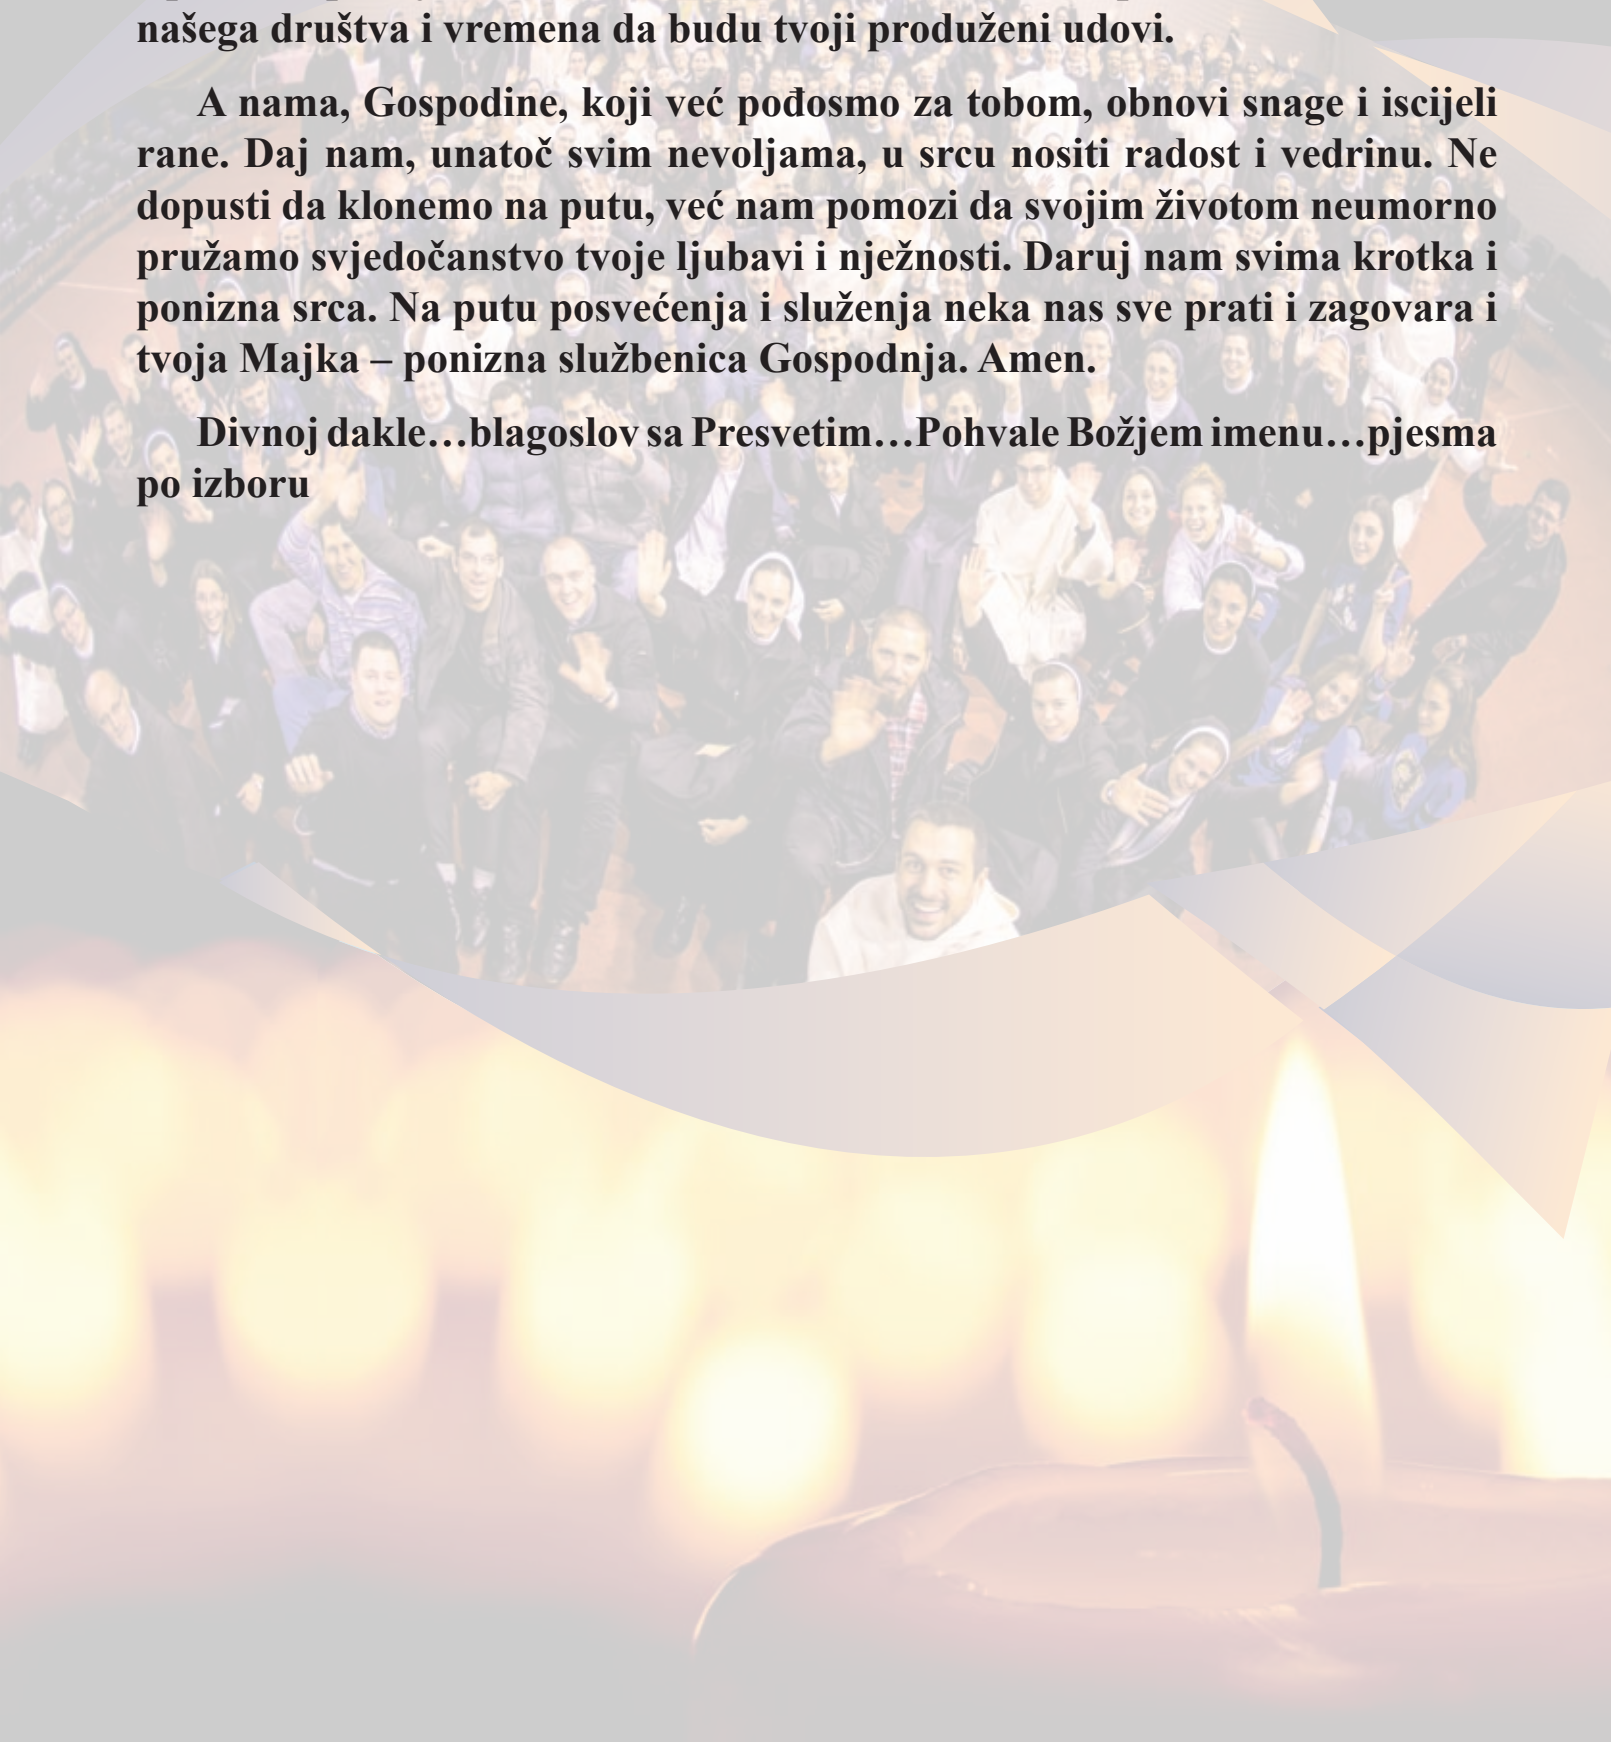 našega društva i vremena da budu tvoji produženi udovi.
A nama, Gospodine, koji već pođosmo za tobom, obnovi snage i iscijeli
rane. Daj nam, unatoč svim nevoljama, u srcu nositi radost i vedrinu. Ne
dopusti da klonemo na putu, već nam pomozi da svojim životom neumorno
pružamo svjedočanstvo tvoje ljubavi i nježnosti. Daruj nam svima krotka i
ponizna srca. Na putu posvećenja i služenja neka nas sve prati i zagovara i
tvoja Majka – ponizna službenica Gospodnja. Amen.
Divnoj dakle…blagoslov sa Presvetim…Pohvale Božjem imenu…pjesma
po izboru